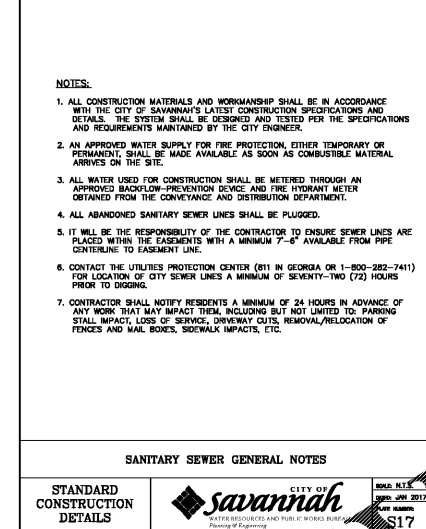 NOTES:
1. ALL CONSTRUCTION MATERIALS AND WORKMANSHIP SHALL BE IN ACCORDANCE
WITH THE CITY OF SAVANNAH'S LATEST CONSTRUCTION SPECIFICATIONS AND
DETAILS. THE SYSTEM SHALL BE DESIGNED AND TESTED PER THE SPECIFICATIONS
AND REQUIREMENTS MAINTAINED BY THE CITY ENGINEER.
2. AN APPROVED WATER SUPPLY FOR FIRE PROTECTION, EITHER TEMPORARY OR
PERMANENT, SHALL BE MADE AVAILABLE AS SOON AS COMBUSTIBLE MATERIAL
ARRIVES ON THE SITE.
3. ALL WATER USED FOR CONSTRUCTION SHALL BE METERED THROUGH AN
APPROVED BACKFLOW-PREVENTION DEVICE AND FIRE HYDRANT METER
OBTAINED FROM THE CONVEYANCE AND DISTRIBUTION DEPARTMENT.
4. ALL ABANDONED SANITARY SEWER LINES SHALL BE PLUGGED.
5. IT WILL BE THE RESPONSIBILITY OF THE CONTRACTOR TO ENSURE SEWER LINES ARE
PLACED WITHIN THE EASEMENTS WITH A MINIMUM 7'-6" AVAILABLE FROM PIPE
CENTERLINE TO EASEMENT LINE.
6. CONTACT THE UTILITIES PROTECTION CENTER (811 IN GEORGIA OR 1-800-282-7411)
FOR LOCATION OF CITY SEWER LINES A MINIMUM OF SEVENTY-TWO (72) HOURS
PRIOR TO DIGGING.
7. CONTRACTOR SHALL NOTIFY RESIDENTS A MINIMUM OF 24 HOURS IN ADVANCE OF
ANY WORK THAT MAY IMPACT THEM, INCLUDING BUT NOT LIMITED TO: PARKING
STALL IMPACT, LOSS OF SERVICE, DRIVEWAY CUTS, REMOVAL/RELOCATION OF
FENCES AND MAIL BOXES, SIDEWALK IMPACTS, ETC.
SANITARY SEWER GENERAL NOTES
STANDARD
CONSTRUCTION
DETAILS
CITY OF
Savannah
WATER RESOURCES AND PUBLIC WORKS BUREAU
Planning & Engineering
SCALE: N.T.S.
JAN 2017
PLATE NUMBER:
S17